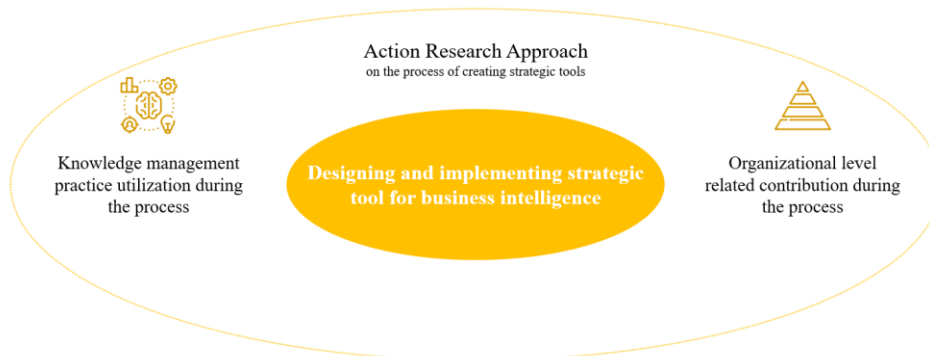 Action Research Approach
on the process of creating strategic tools
Knowledge management
practice utilization during
the process
Designing and implementing strategic
tool for business intelligence
Organizational level
related contribution during
the process